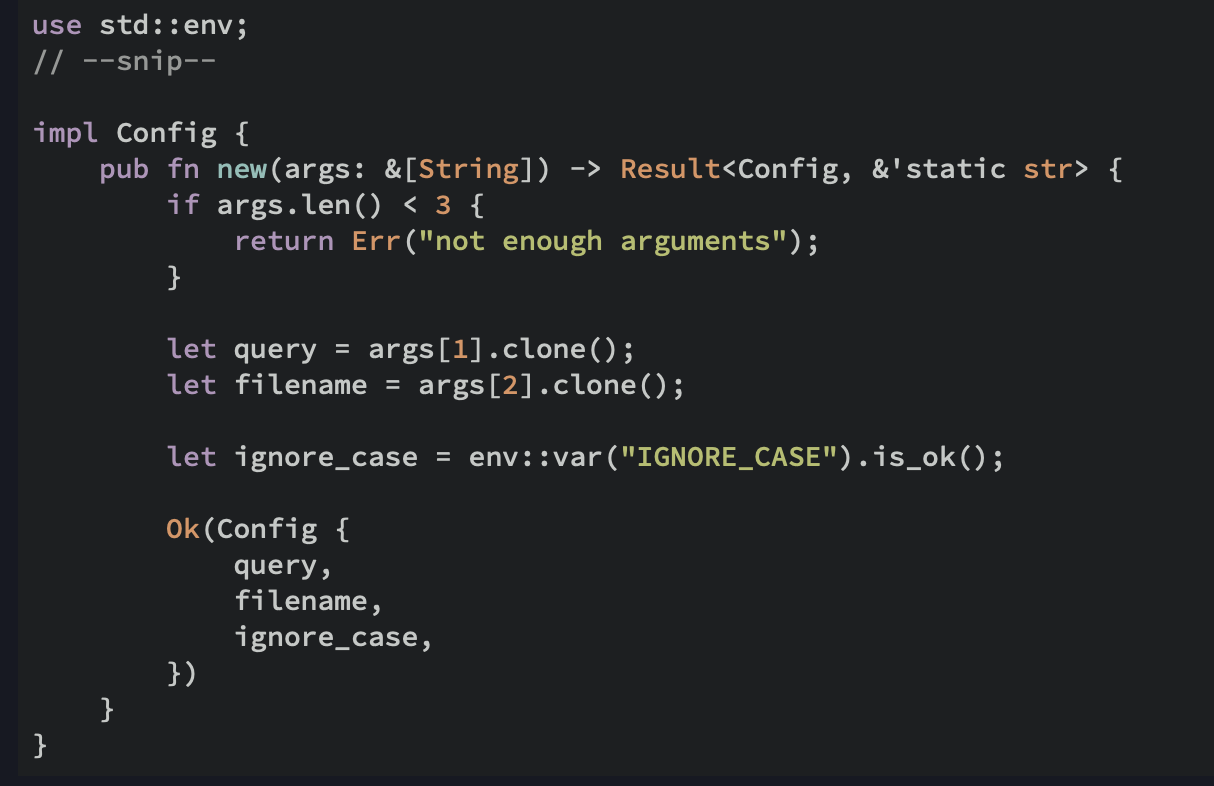 use std::env;
// --snip--

impl Config {
    pub fn new(args: &[String]) -> Result<Config, &'static str> {
        if args.len() < 3 {
            return Err("not enough arguments");
        }

        let query = args[1].clone();
        let filename = args[2].clone();

        let ignore_case = env::var("IGNORE_CASE").is_ok();

        Ok(Config {
            query,
            filename,
            ignore_case,
        })
    }
}